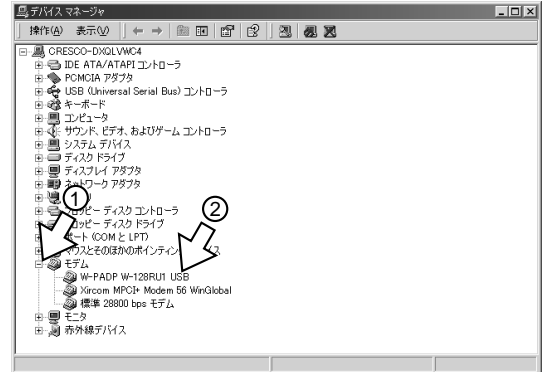 デバイス マネージャ
操作(A) 表示(V)
CRESCO-DXQLVWC4
IDE ATA/ATAPI コントローラ
PCMCIA アダプタ
USB (Universal Serial Bus) コントローラ
キーボード
コンピュータ
サウンド、ビデオ、およびゲーム コントローラ
システム デバイス
ディスク ドライブ
ディスプレイ アダプタ
ネットワーク アダプタ
①
ロッピー ディスク コントローラ
②
ッピー ディスク ドライブ
ート (COM と LPT)
マウスとそのほかのポインティン イス
モデム
W-PADP W-128RU1 USB
Xircom MPCI+ Modem 56 WinGlobal
標準 28800 bps モデム
モニタ
赤外線デバイス